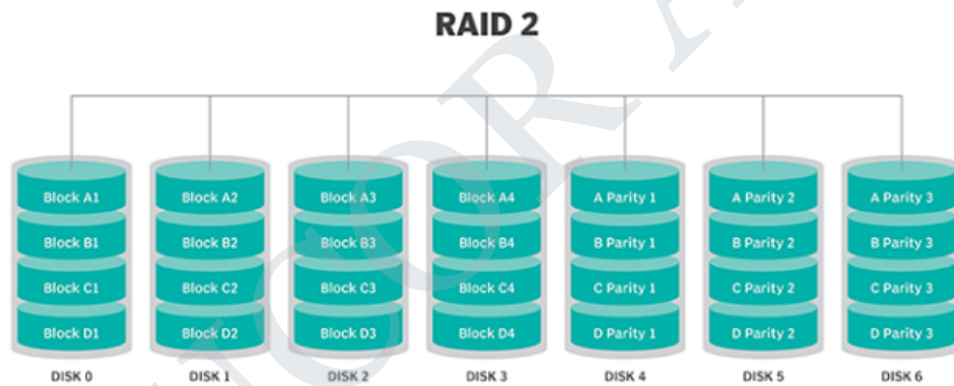 RAID 2
Block A1 Block A2 Block A3 Block A4 A Parity 1 A Parity 2 A Parity 3
Block B1 Block B2 Block B3 Block B4 B Parity 1 B Parity 2 B Parity 3
Block C1 Block C2 Block C3 Block C4 C Parity 1 C Parity 2 C Parity 3
Block D1 Block D2 Block D3 Block D4 D Parity 1 D Parity 2 D Parity 3
DISK 0 DISK 1 DISK 2 DISK 3 DISK 4 DISK 5 DISK 6